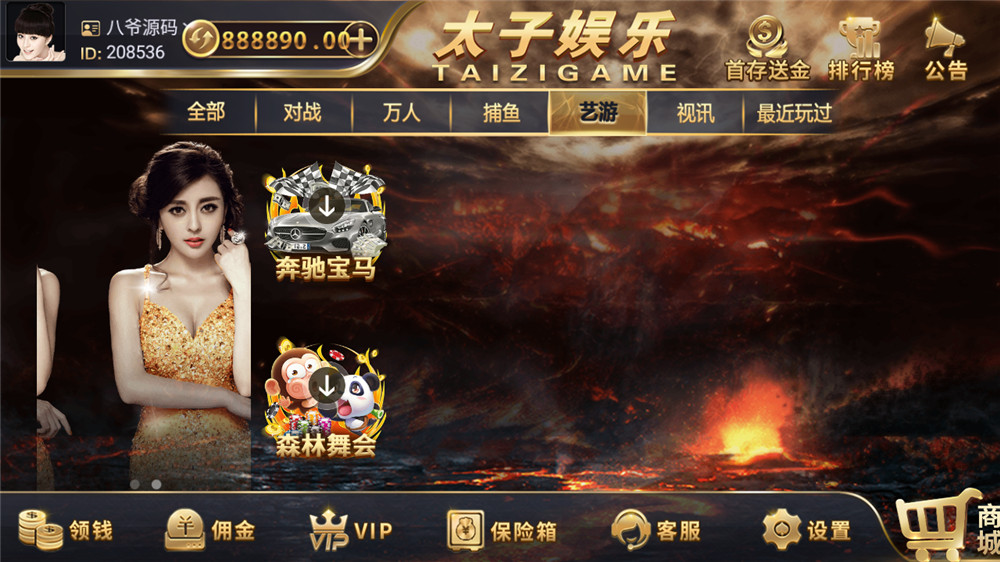 八爷源码
ID: 208536
888890.00
太子娱乐
TAIZIGAME
首存送金
排行榜
公告
全部
对战
万人
捕鱼
艺游
视讯
最近玩过
奔驰宝马
森林舞会
领钱
佣金
VIP
VIP
保险箱
客服
设置
商城